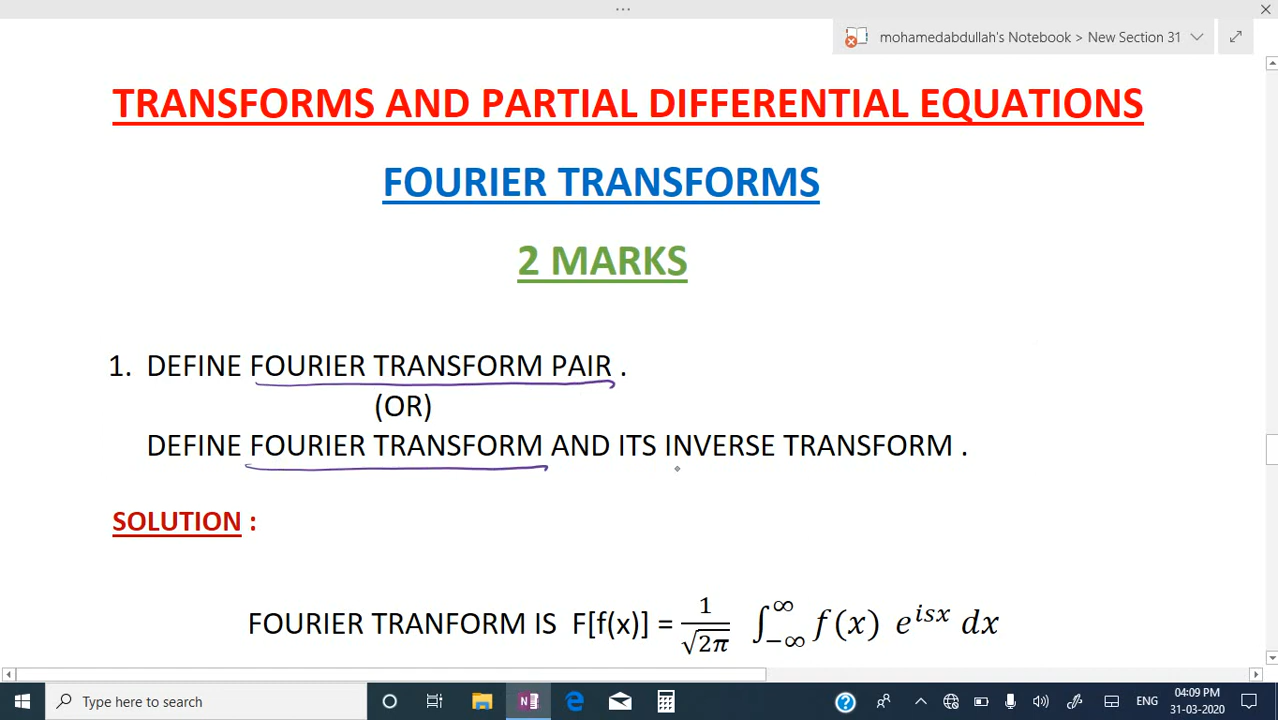 ...
mohamedabdullah's Notebook > New Section 31
TRANSFORMS AND PARTIAL DIFFERENTIAL EQUATIONS
FOURIER TRANSFORMS
2 MARKS
1. DEFINE FOURIER TRANSFORM PAIR .
(OR)
DEFINE FOURIER TRANSFORM AND ITS INVERSE TRANSFORM .
SOLUTION :
FOURIER TRANFORM IS F[f(x)] = 1/√2π ∫_{-∞}^{∞} f(x) e^{isx} dx
Type here to search
ENG
04:09 PM
31-03-2020